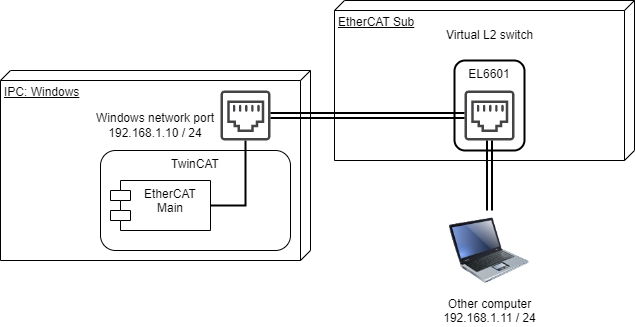 EtherCAT Sub
Virtual L2 switch
EL6601
IPC: Windows
Windows network port
192.168.1.10 / 24
TwinCAT
EtherCAT
Main
Other computer
192.168.1.11 / 24